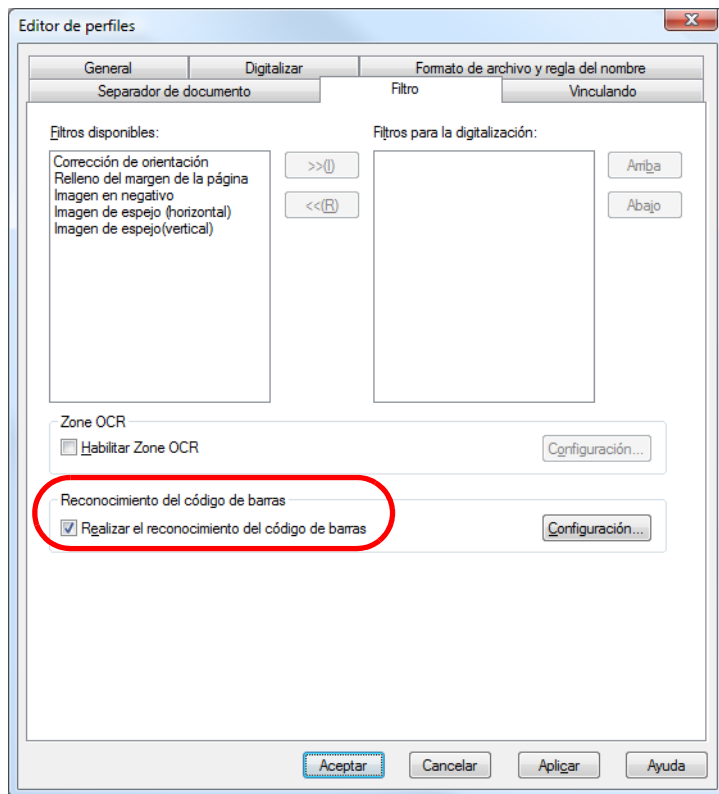 Editor de perfiles
General Digitalizar Formato de archivo y regla del nombre
Separador de documento Filtro Vinculando
Filtros disponibles: Filtros para la digitalización:
Corrección de orientación
Relleno del margen de la página
Imagen en negativo
Imagen de espejo (horizontal)
Imagen de espejo(vertical)
>>(I)
<<(R)
Arriba
Abajo
Zone OCR
Habilitar Zone OCR Configuración...
Reconocimiento del código de barras
Realizar el reconocimiento del código de barras Configuración...
Aceptar Cancelar Aplicar Ayuda